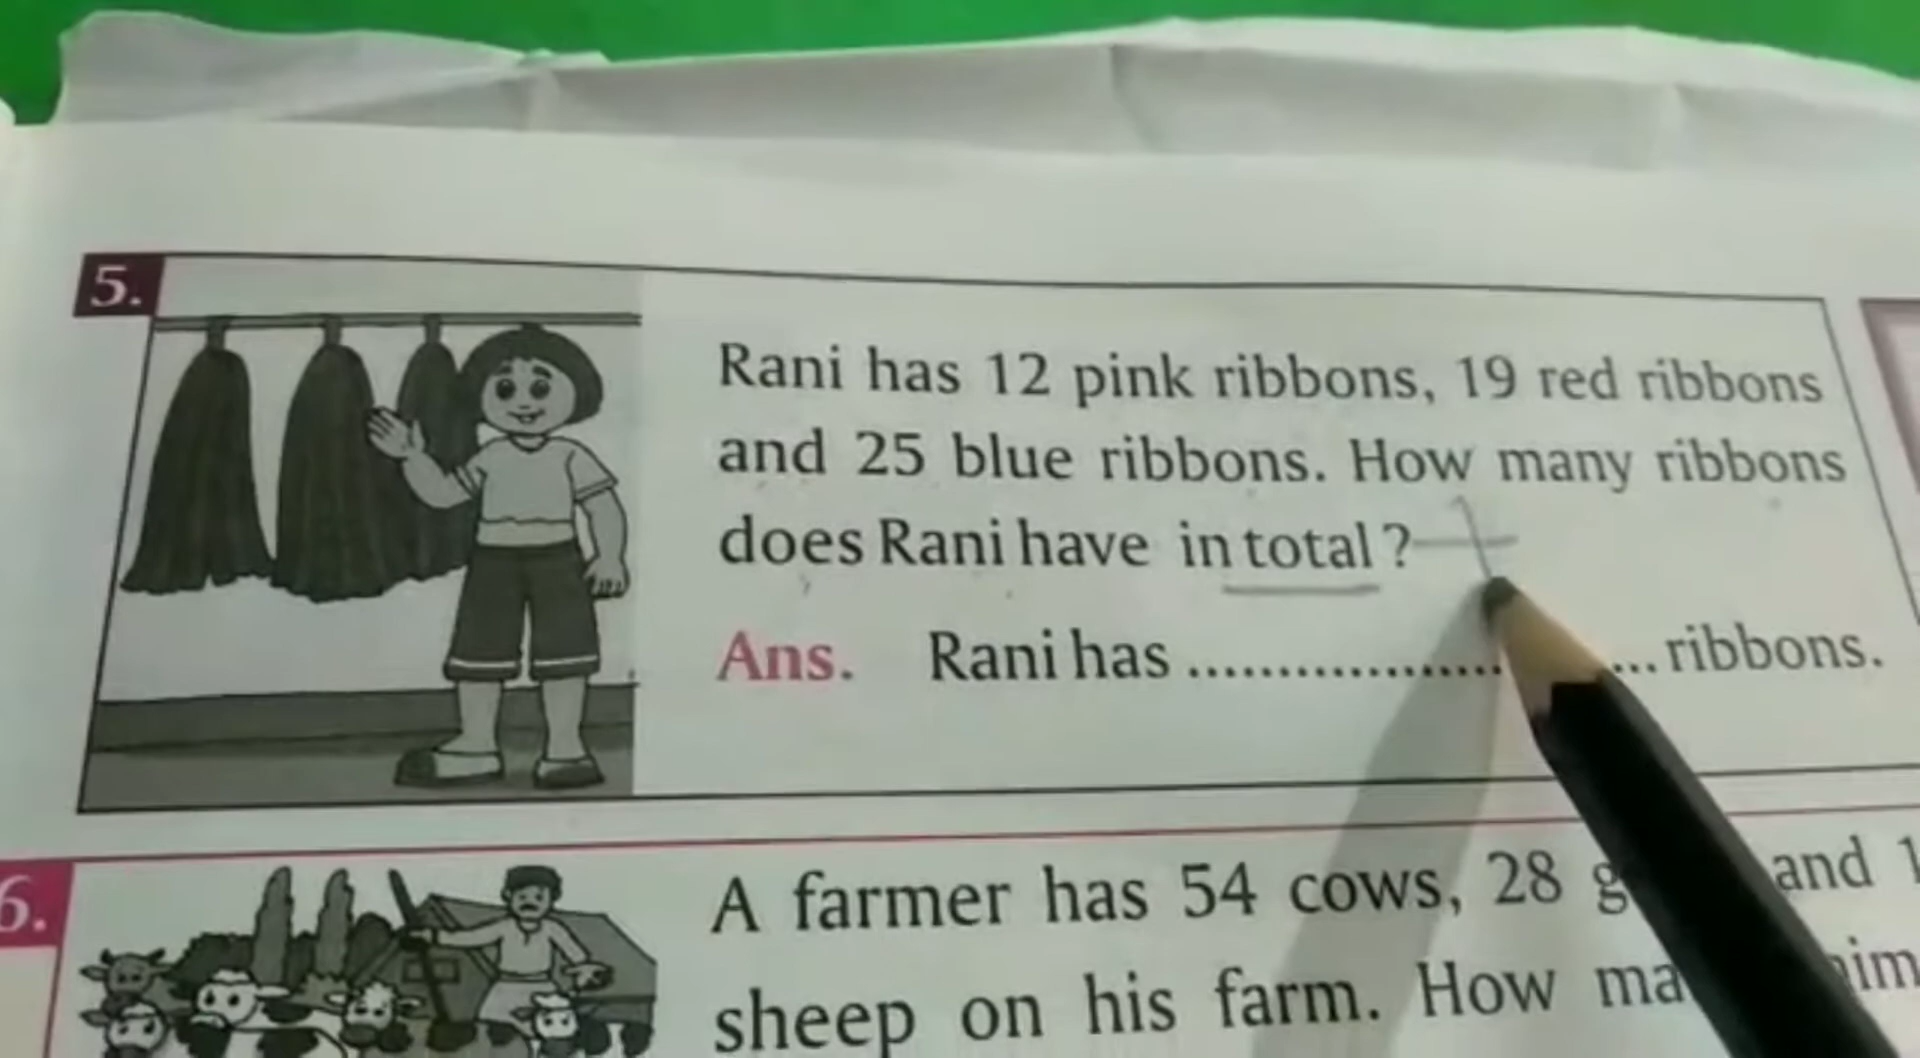 5.
Rani has 12 pink ribbons, 19 red ribbons
and 25 blue ribbons. How many ribbons
does Rani have in total ?
Ans. Rani has ........................ ribbons.
6.
A farmer has 54 cows, 28 and
sheep on his farm. How